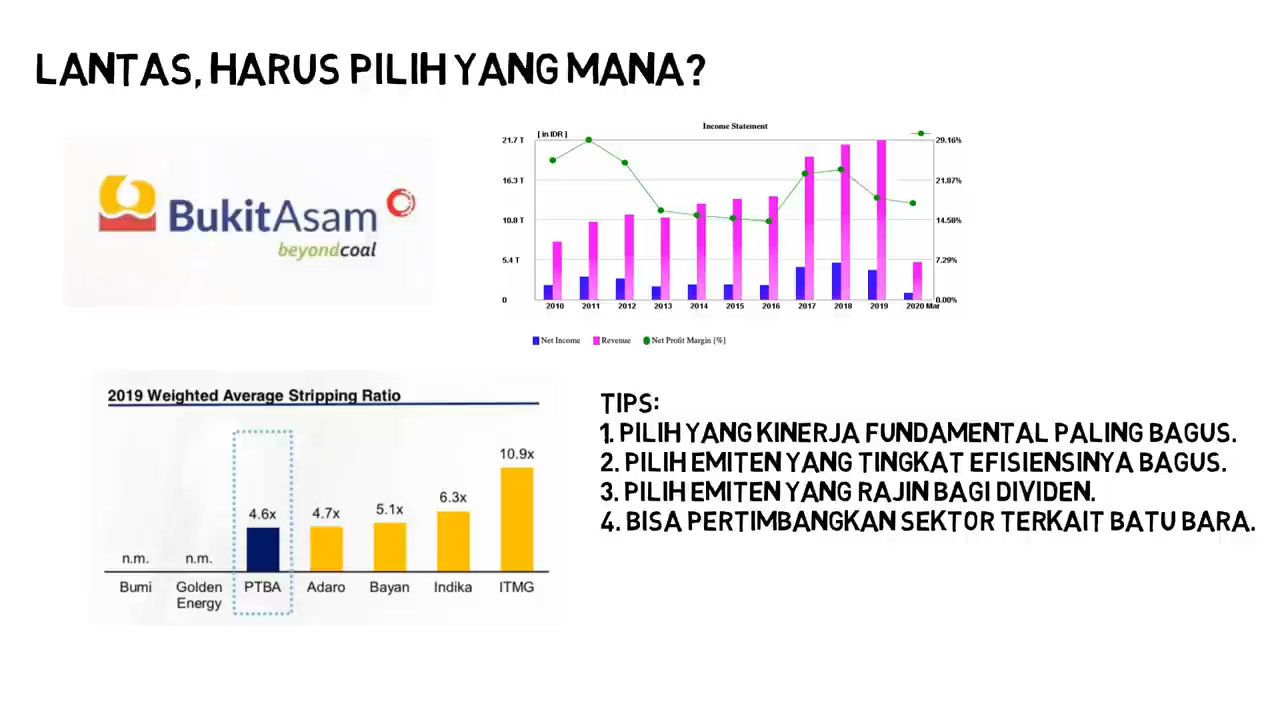 LANTAS, HARUS PILIH YANG MANA?
BukitAsam
beyondcoal
Income Statement
[ in IDR ]
21.7 T
16.3 T
10.8 T
5.4 T
0
29.16%
21.87%
14.58%
7.29%
0.00%
2010 2011 2012 2013 2014 2015 2016 2017 2018 2019 2020 Mar
Net Income Revenue Net Profit Margin [%]
2019 Weighted Average Stripping Ratio
n.m. n.m. 4.6x 4.7x 5.1x 6.3x 10.9x
Bumi Golden Energy PTBA Adaro Bayan Indika ITMG
TIPS:
1. PILIH YANG KINERJA FUNDAMENTAL PALING BAGUS.
2. PILIH EMITEN YANG TINGKAT EFISIENSINYA BAGUS.
3. PILIH EMITEN YANG RAJIN BAGI DIVIDEN.
4. BISA PERTIMBANGKAN SEKTOR TERKAIT BATU BARA.